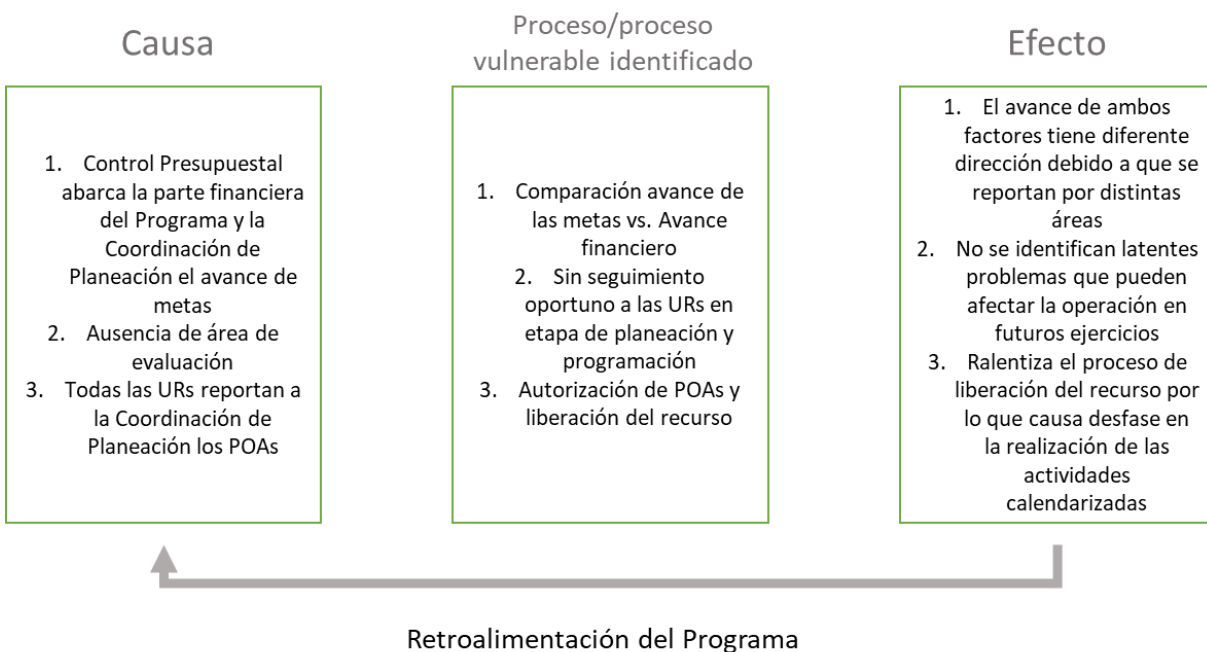 Causa
1. Control Presupuestal
abarca la parte financiera
del Programa y la
Coordinación de
Planeación el avance de
metas
2. Ausencia de área de
evaluación
3. Todas las URs reportan a
la Coordinación de
Planeación los POAs
Proceso/proceso
vulnerable identificado
1. Comparación avance de
las metas vs. Avance
financiero
2. Sin seguimiento
oportuno a las URs en
etapa de planeación y
programación
3. Autorización de POAs y
liberación del recurso
Efecto
1. El avance de ambos
factores tiene diferente
dirección debido a que se
reportan por distintas
áreas
2. No se identifican latentes
problemas que pueden
afectar la operación en
futuros ejercicios
3. Ralentiza el proceso de
liberación del recurso por
lo que causa desfase en
la realización de las
actividades
calendarizadas
Retroalimentación del Programa